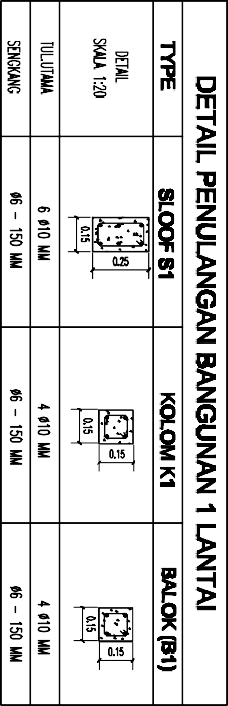 DETAIL PENULANGAN BANGUNAN 1 LANTAI
TYPE SLOOF S1 KOLOM K1 BALOK (B1)
DETAIL
SKALA 1:20
0.25 0.15 0.15
0.15 0.15 0.15
TUL.UTAMA 6 Ø10 MM 4 Ø10 MM 4 Ø10 MM
SENGKANG Ø6 - 150 MM Ø6 - 150 MM Ø6 - 150 MM